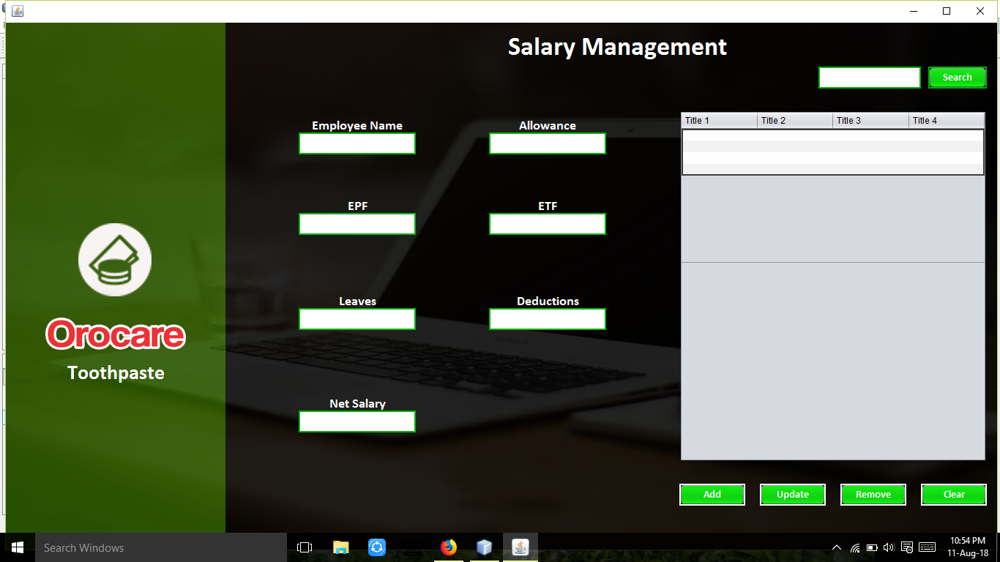 Salary Management
Search
Employee Name
Allowance
Title 1
Title 2
Title 3
Title 4
EPF
ETF
Leaves
Deductions
Orocare
Toothpaste
Net Salary
Add
Update
Remove
Clear
Search Windows
10:54 PM
11-Aug-18